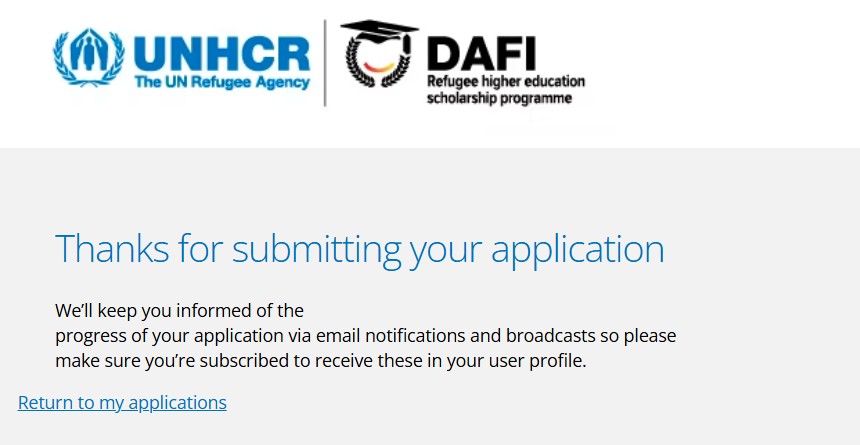 UNHCR
The UN Refugee Agency
DAFI
Refugee higher education
scholarship programme
Thanks for submitting your application
We’ll keep you informed of the
progress of your application via email notifications and broadcasts so please
make sure you’re subscribed to receive these in your user profile.
Return to my applications